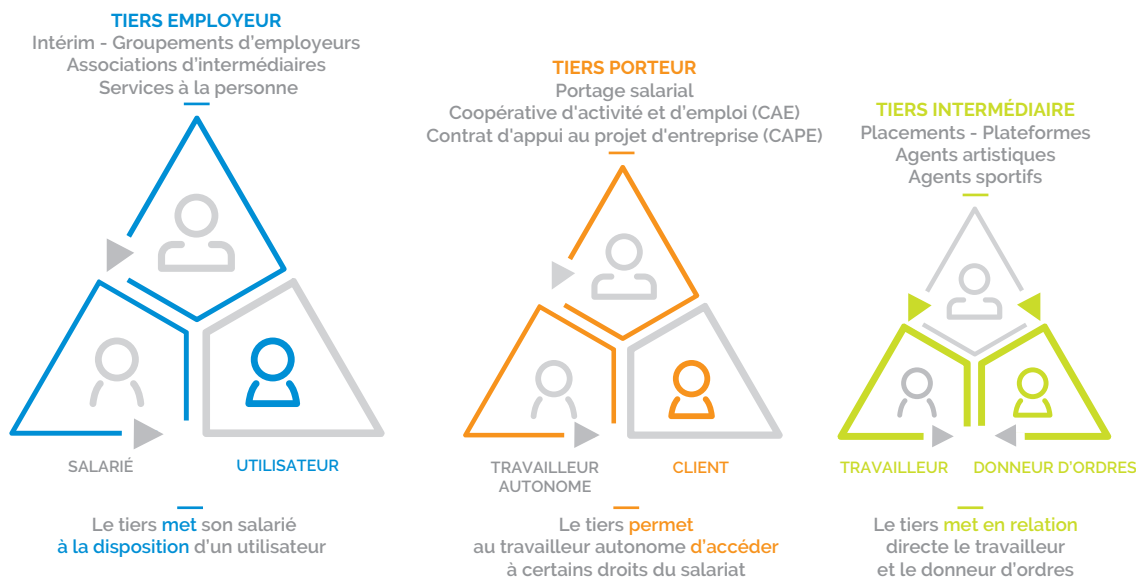 TIERS EMPLOYEUR
Intérim - Groupements d'employeurs
Associations d'intermédiaires
Services à la personne
SALARIÉ
UTILISATEUR
Le tiers met son salarié
à la disposition d'un utilisateur
TIERS PORTEUR
Portage salarial
Coopérative d'activité et d'emploi (CAE)
Contrat d'appui au projet d'entreprise (CAPE)
TRAVAILLEUR
AUTONOME
CLIENT
Le tiers permet
au travailleur autonome d'accéder
à certains droits du salariat
TIERS INTERMÉDIAIRE
Placements - Plateformes
Agents artistiques
Agents sportifs
TRAVAILLEUR
DONNEUR D'ORDRES
Le tiers met en relation
directe le travailleur
et le donneur d'ordres